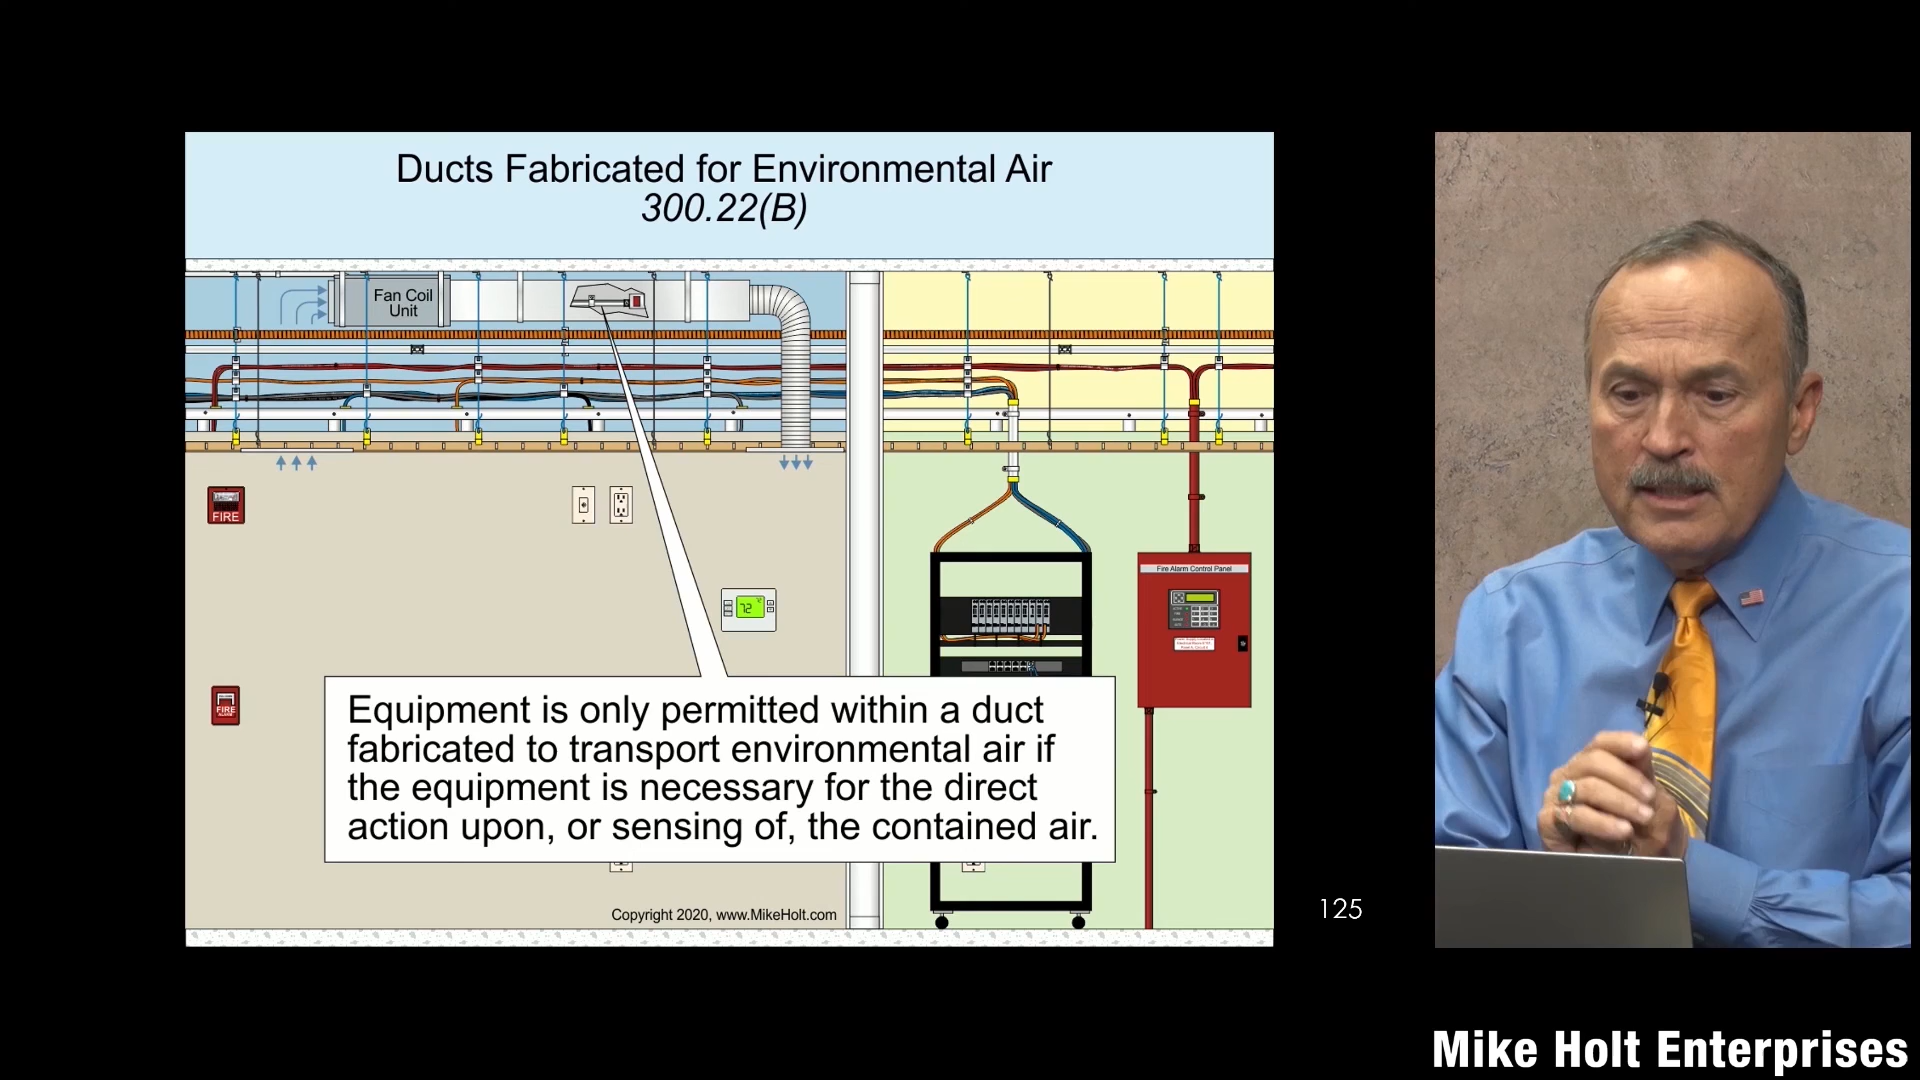 Ducts Fabricated for Environmental Air
300.22(B)
Fan Coil
Unit
FIRE
72
Fire Alarm Control Panel
FIRE
Equipment is only permitted within a duct
fabricated to transport environmental air if
the equipment is necessary for the direct
action upon, or sensing of, the contained air.
Copyright 2020, www.MikeHolt.com
125
Mike Holt Enterprises